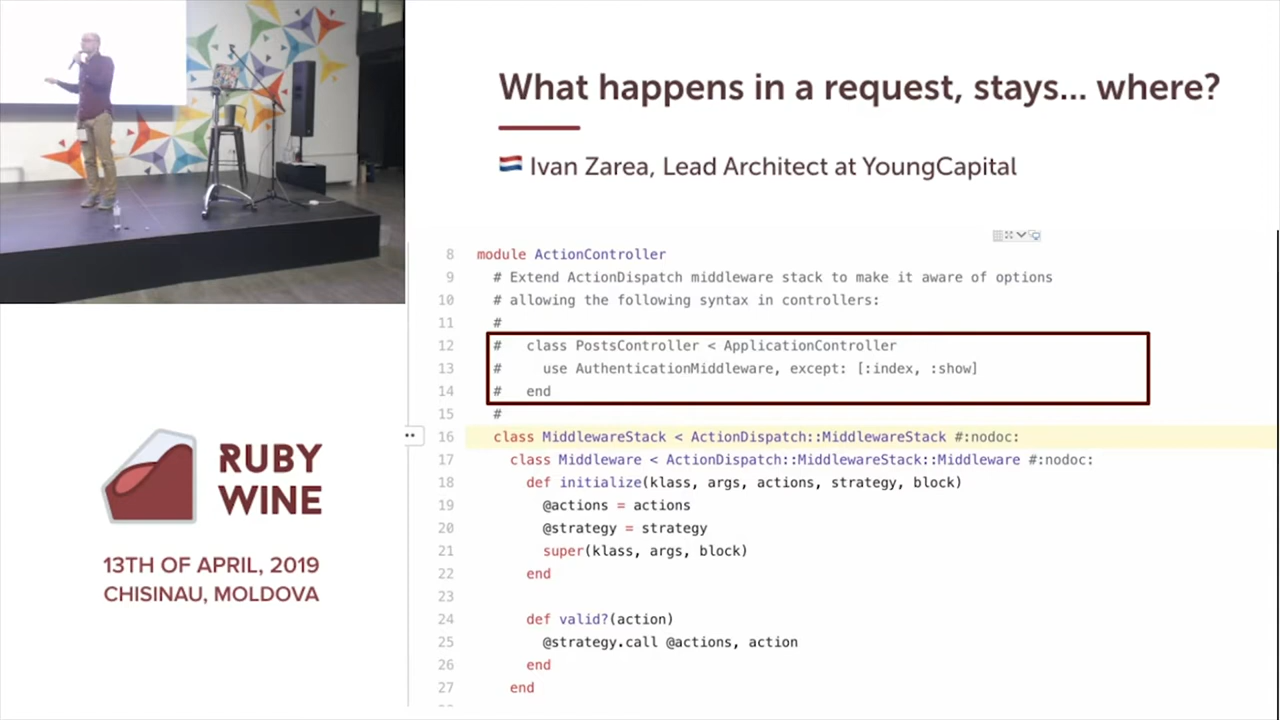 What happens in a request, stays... where?
Ivan Zarea, Lead Architect at YoungCapital
8 module ActionController
9 # Extend ActionDispatch middleware stack to make it aware of options
10 # allowing the following syntax in controllers:
11 #
12 #   class PostsController < ApplicationController
13 #     use AuthenticationMiddleware, except: [:index, :show]
14 #   end
15 #
16 class MiddlewareStack < ActionDispatch::MiddlewareStack #:nodoc:
17 class Middleware < ActionDispatch::MiddlewareStack::Middleware #:nodoc:
18 def initialize(klass, args, actions, strategy, block)
19 @actions = actions
20 @strategy = strategy
21 super(klass, args, block)
22 end
23
24 def valid?(action)
25 @strategy.call @actions, action
26 end
27 end
RUBY
WINE
13TH OF APRIL, 2019
CHISINAU, MOLDOVA